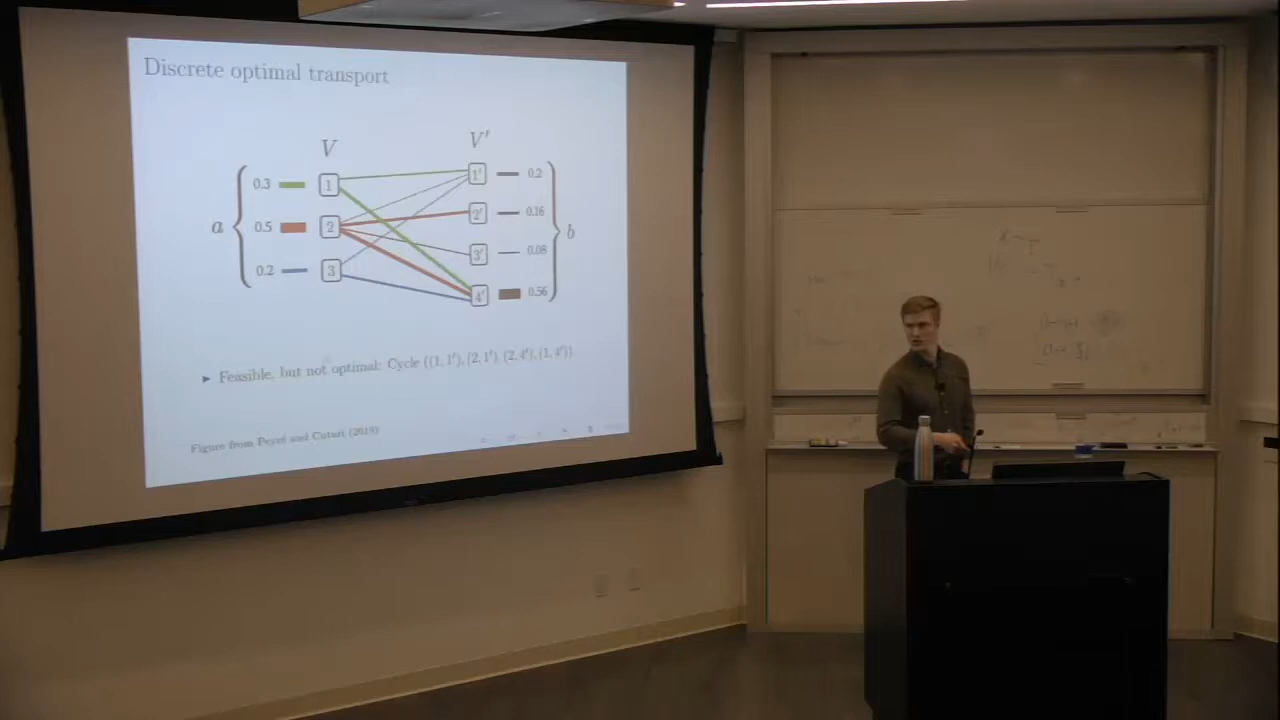 Discrete optimal transport
V V′
0.3 1 1′ 0.2
0.5 2 2′ 0.16
a b
0.2 3 3′ 0.08
4′ 0.56
► Feasible, but not optimal: Cycle ((1, 1′), (2, 1′), (2, 4′), (1, 4′))
Figure from Peyré and Cuturi (2019)